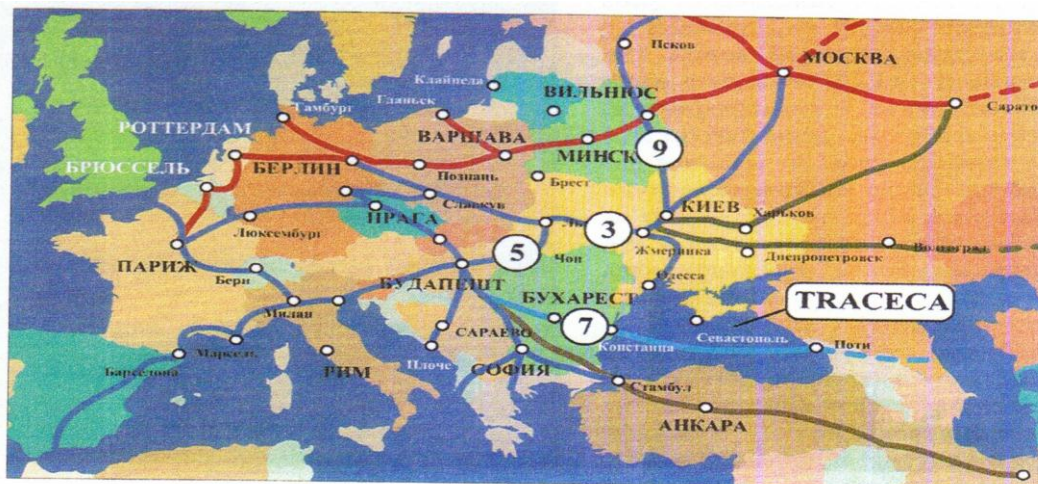 Псков
МОСКВА
Клайпеда
ВИЛЬНЮС
Гданьск
Гамбург
Сарато
РОТТЕРДАМ
ВАРШАВА
МИНСК
9
БРЮССЕЛЬ
БЕРЛИН
Познань
Брест
Славкув
КИЕВ
Харьков
ПРАГА
3
Люксембург
5
Жмеринка
Волгоград
ПАРИЖ
Чоп
Днепропетровск
Берн
БУДАПЕШТ
Одесса
БУХАРЕСТ
TRACECA
Милан
7
САРАЕВО
Севастополь
Марсель
Констанца
Поти
Барселона
РИМ
Плоче
СОФИЯ
Стамбул
АНКАРА